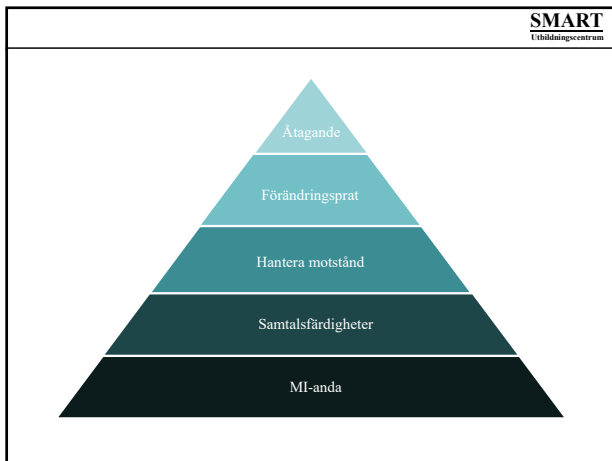 SMART
Utbildningscentrum
Åtagande
Förändringsprat
Hantera motstånd
Samtalsfärdigheter
MI-anda